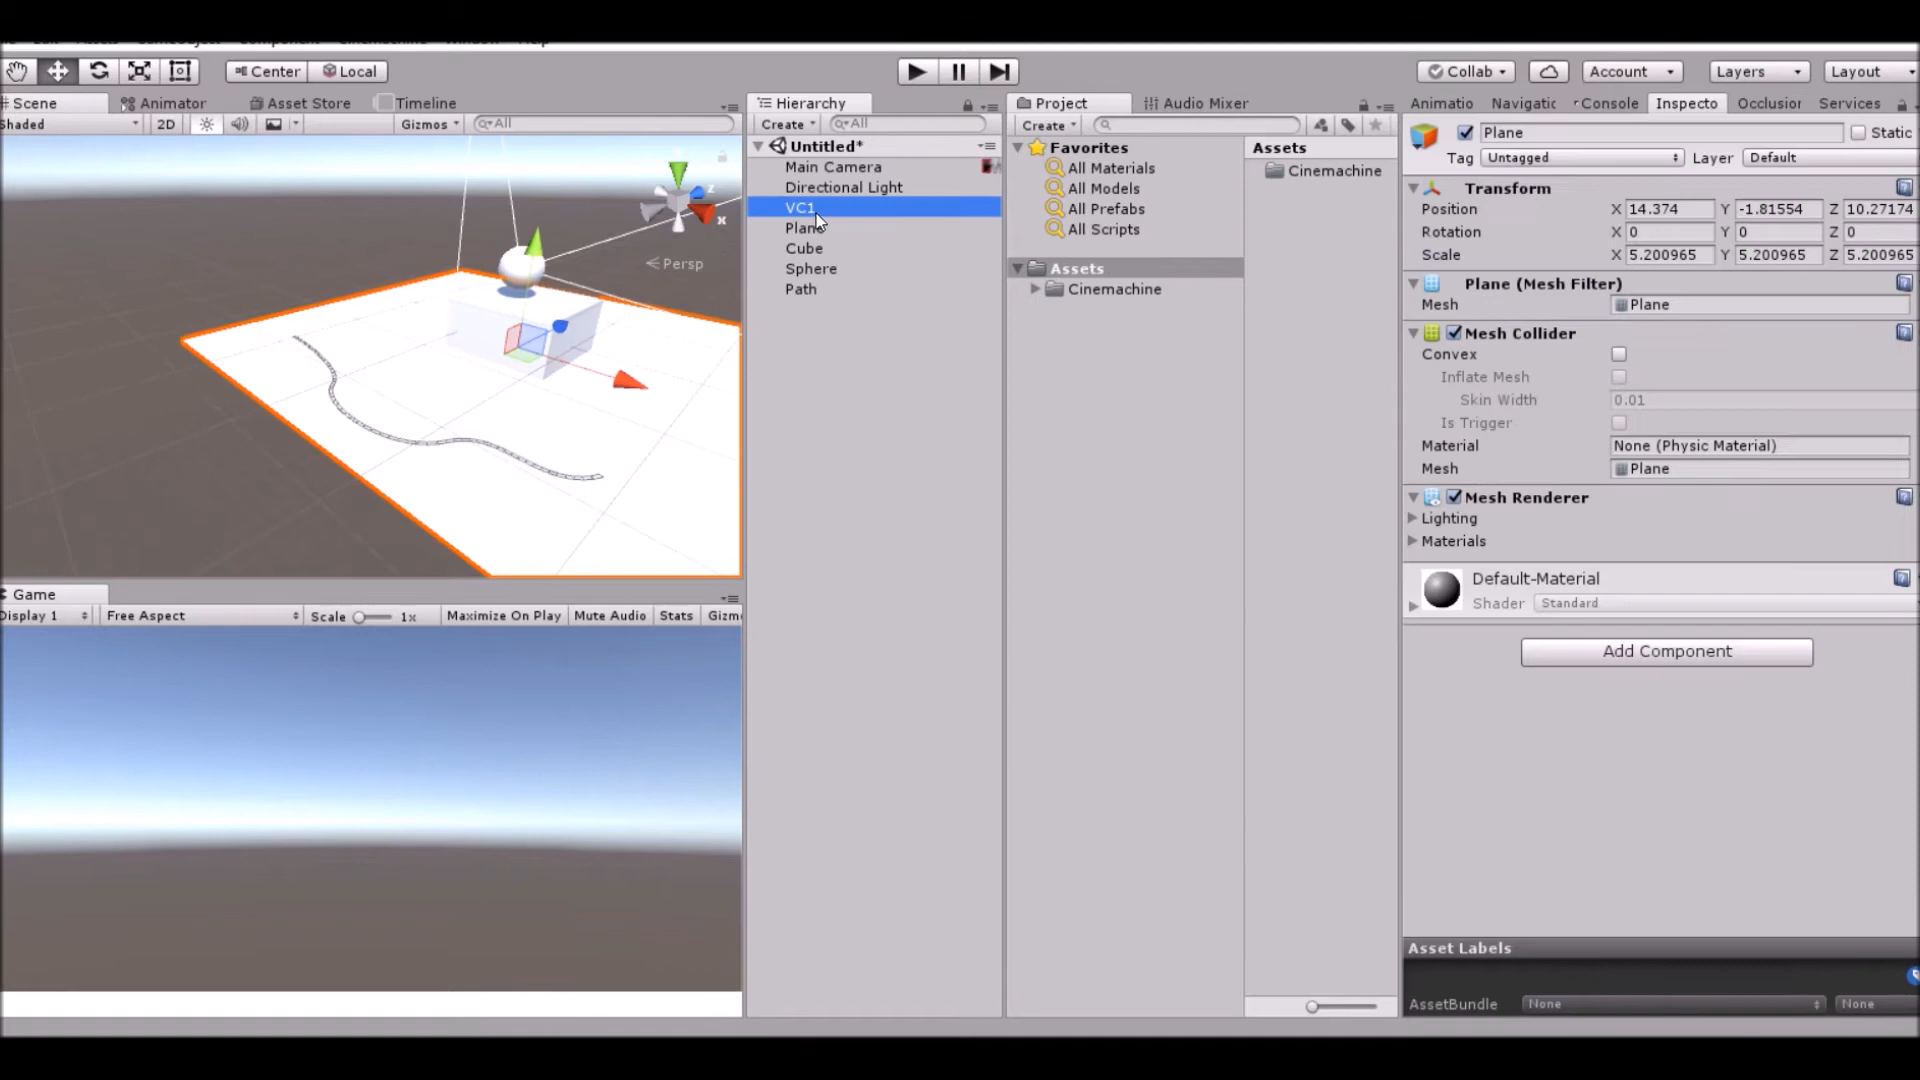 Center
Local
Collab
Account
Layers
Layout
Scene
Animator
Asset Store
Timeline
Shaded
2D
Gizmos
All
Persp
Game
Display 1
Free Aspect
Scale
1x
Maximize On Play
Mute Audio
Stats
Gizm
Hierarchy
Create
All
Untitled*
Main Camera
Directional Light
VC1
Plane
Cube
Sphere
Path
Project
Audio Mixer
Create
Favorites
All Materials
All Models
All Prefabs
All Scripts
Assets
Cinemachine
Assets
Cinemachine
Animatio
Navigatic
Console
Inspecto
Occlusior
Services
Plane
Static
Tag Untagged Layer Default
Transform
Position X 14.374 Y -1.81554 Z 10.27174
Rotation X 0 Y 0 Z 0
Scale X 5.200965 Y 5.200965 Z 5.200965
Plane (Mesh Filter)
Mesh Plane
Mesh Collider
Convex
Inflate Mesh
Skin Width 0.01
Is Trigger
Material None (Physic Material)
Mesh Plane
Mesh Renderer
Lighting
Materials
Default-Material
Shader Standard
Add Component
Asset Labels
AssetBundle None None